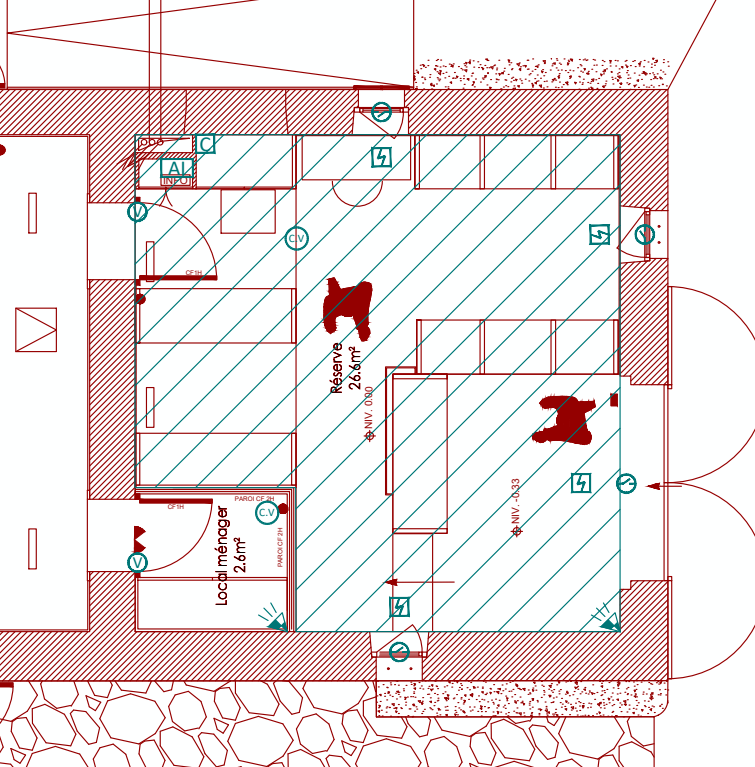 C
AL
INFO
V
C.V
CF1H
Réserve
26.6m²
NIV. 0.00
NIV. -0.33
PAROI CF 2H
CF1H
C.V
PAROI CF 2H
Local ménager
2.6m²
V